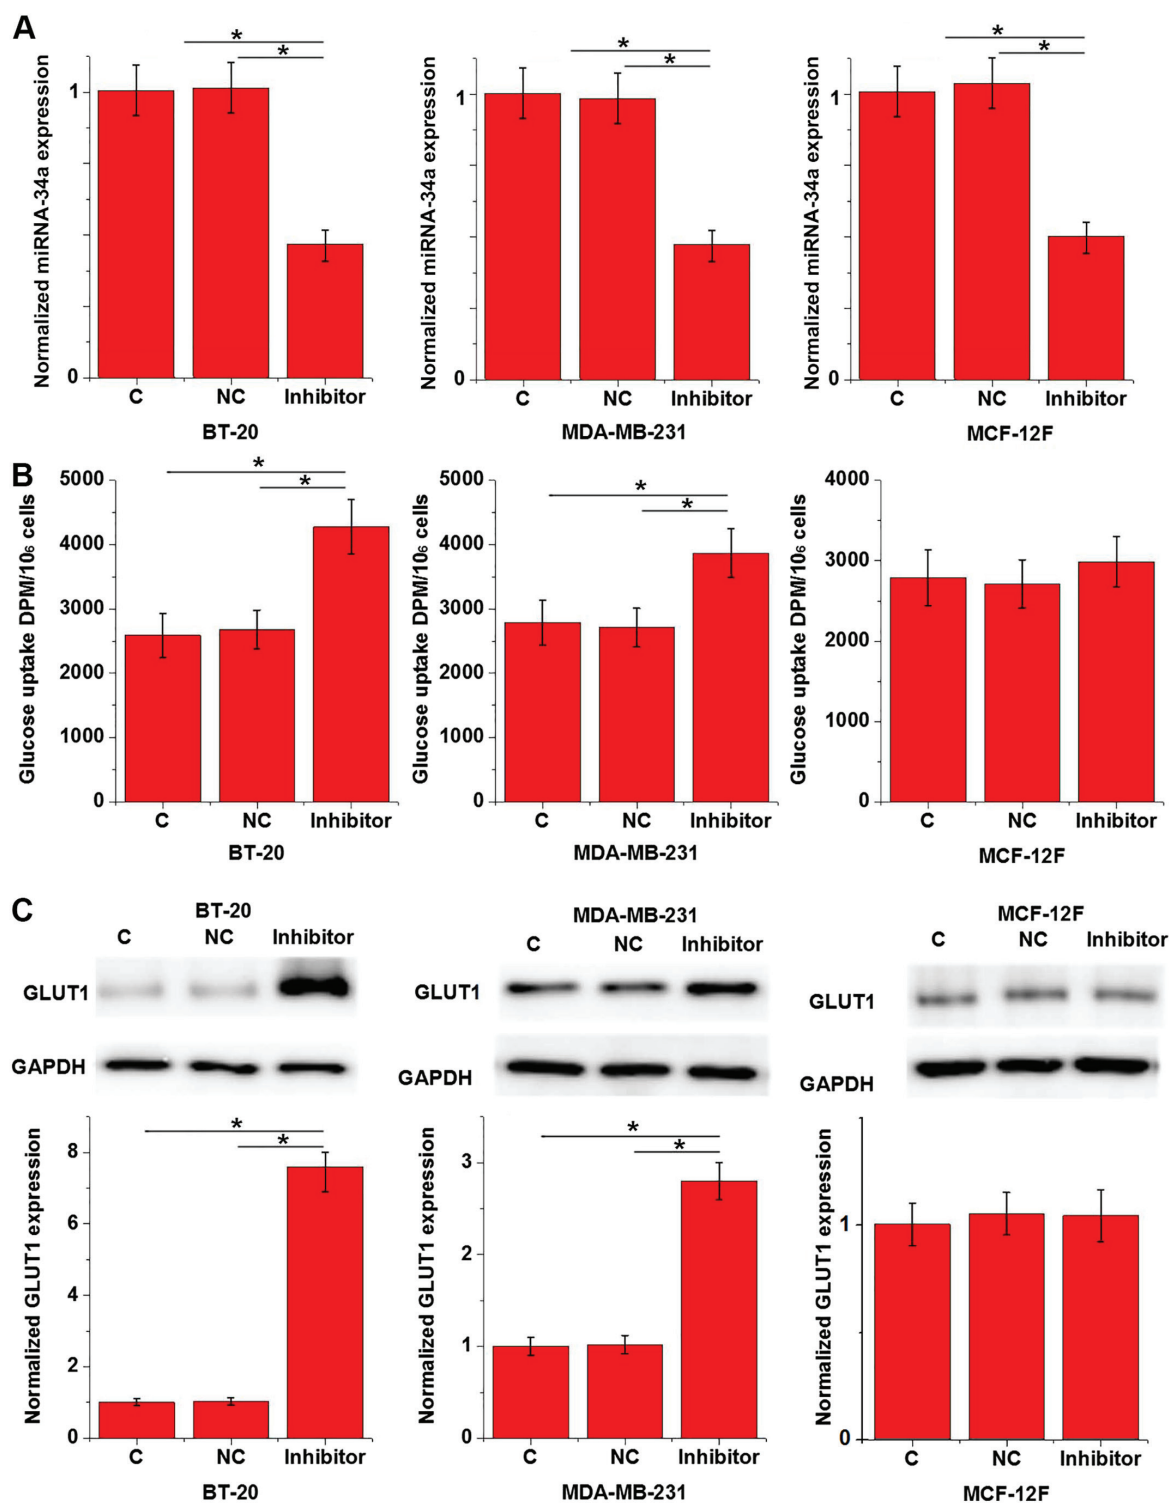 A
* * *
* * *
Normalized miRNA-34a expression Normalized miRNA-34a expression Normalized miRNA-34a expression
1 1 1
0 0 0
C NC Inhibitor C NC Inhibitor C NC Inhibitor
BT-20 MDA-MB-231 MCF-12F
B
* *
* *
Glucose uptake DPM/10₆ cells Glucose uptake DPM/10₆ cells Glucose uptake DPM/10₆ cells
5000 5000 4000
4000 4000 3000
3000 3000 2000
2000 2000 1000
1000 1000
0 0 0
C NC Inhibitor C NC Inhibitor C NC Inhibitor
BT-20 MDA-MB-231 MCF-12F
C
BT-20 MDA-MB-231 MCF-12F
C NC Inhibitor C NC Inhibitor C NC Inhibitor
GLUT1 GLUT1 GLUT1
GAPDH GAPDH GAPDH
* *
* *
Normalized GLUT1 expression Normalized GLUT1 expression Normalized GLUT1 expression
8 3 1
6 2
4 1
2
0 0 0
C NC Inhibitor C NC Inhibitor C NC Inhibitor
BT-20 MDA-MB-231 MCF-12F